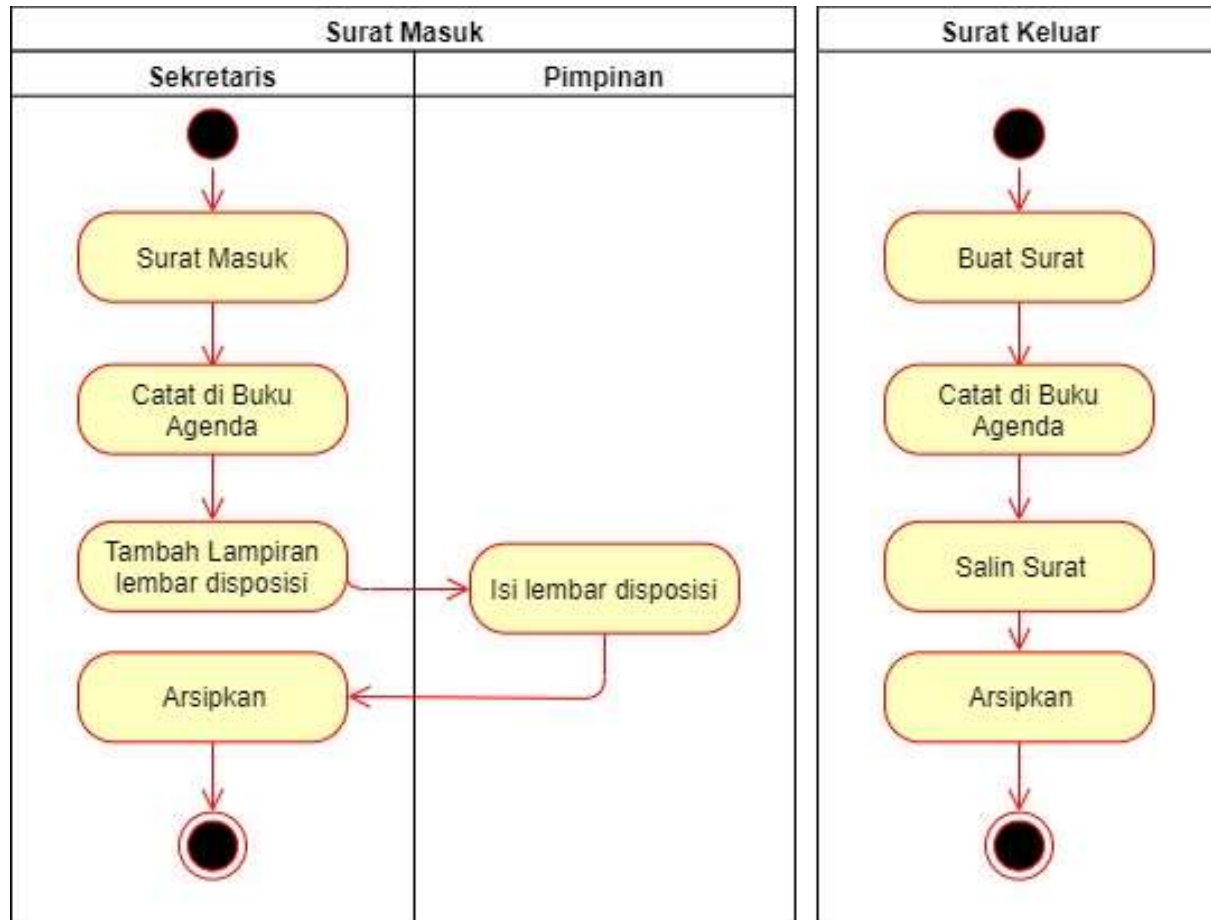 Surat Masuk
Sekretaris
Pimpinan
Surat Masuk
Catat di Buku
Agenda
Tambah Lampiran
lembar disposisi
Isi lembar disposisi
Arsipkan
Surat Keluar
Buat Surat
Catat di Buku
Agenda
Salin Surat
Arsipkan